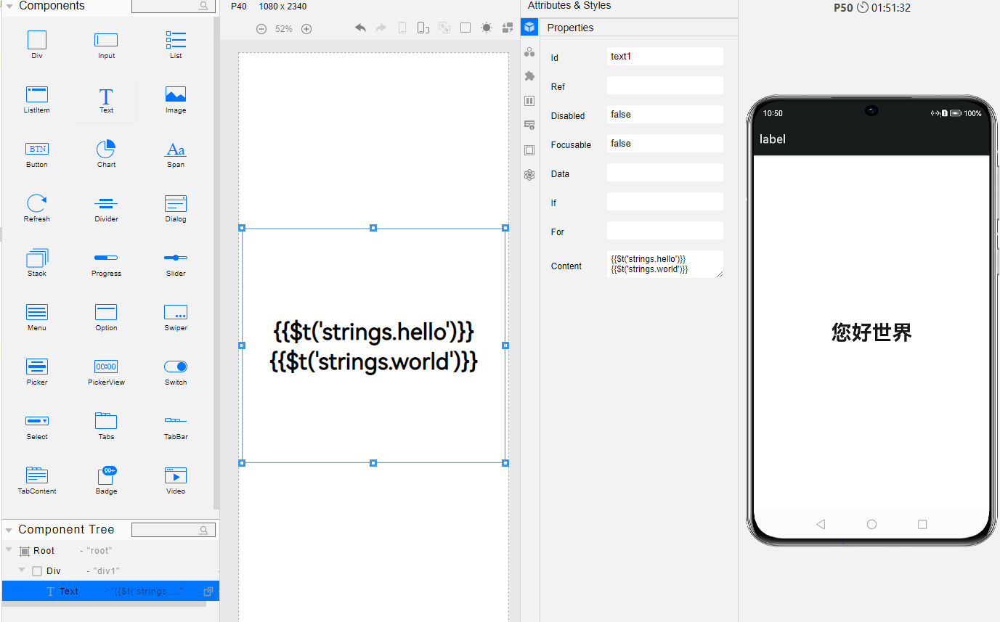 Components
Div
Input
List
ListItem
T
Text
Image
BTN
Button
Chart
Aa
Span
Refresh
Divider
Dialog
Stack
Progress
Slider
Menu
Option
Swiper
Picker
00:00
PickerView
Switch
Select
Tabs
TabBar
TabContent
99+
Badge
Video
Component Tree
Root - "root"
Div - "div1"
T Text - "{{$t('strings...."
P40 1080 x 2340
52%
{{$t('strings.hello')}}
{{$t('strings.world')}}
Attributes & Styles
Properties
Id text1
Ref
Disabled false
Focusable false
Data
If
For
Content {{$t('strings.hello')}}
{{$t('strings.world')}}
P50 01:51:32
10:50 100%
label
您好世界